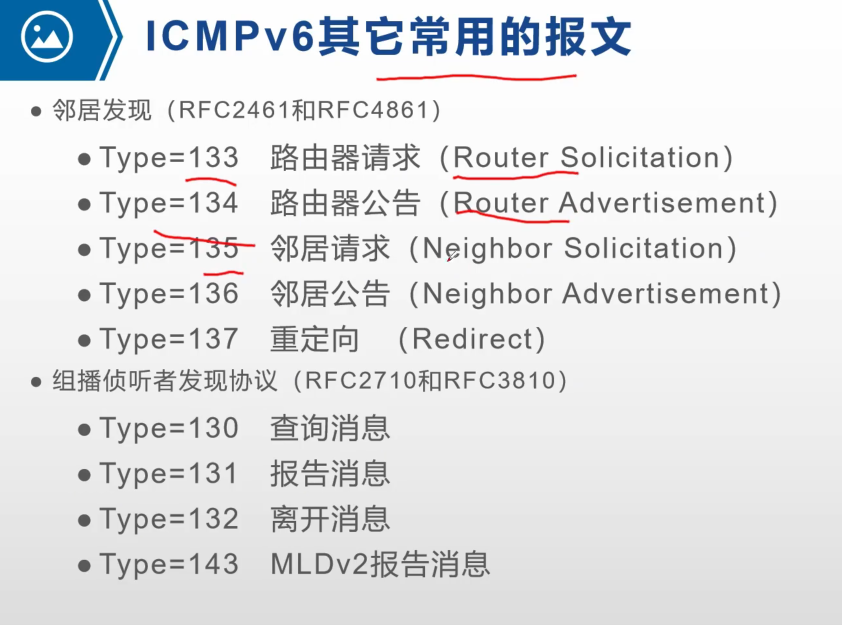 ICMPv6其它常用的报文
● 邻居发现（RFC2461和RFC4861）
● Type=133 路由器请求（Router Solicitation）
● Type=134 路由器公告（Router Advertisement）
● Type=135 邻居请求（Neighbor Solicitation）
● Type=136 邻居公告（Neighbor Advertisement）
● Type=137 重定向 （Redirect）
● 组播侦听者发现协议（RFC2710和RFC3810）
● Type=130 查询消息
● Type=131 报告消息
● Type=132 离开消息
● Type=143 MLDv2报告消息